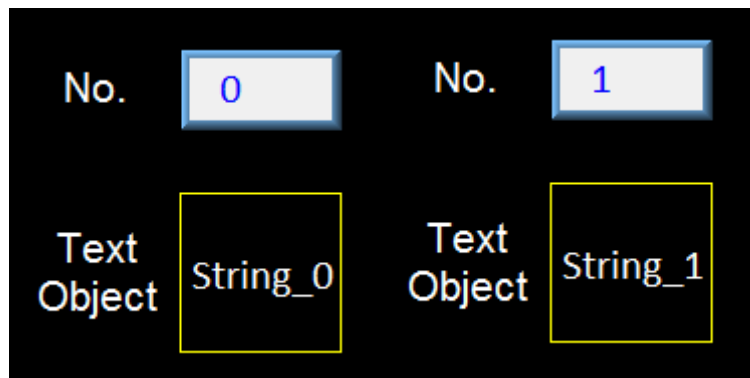 No. 0
No. 1
Text
Object
String_0
Text
Object
String_1